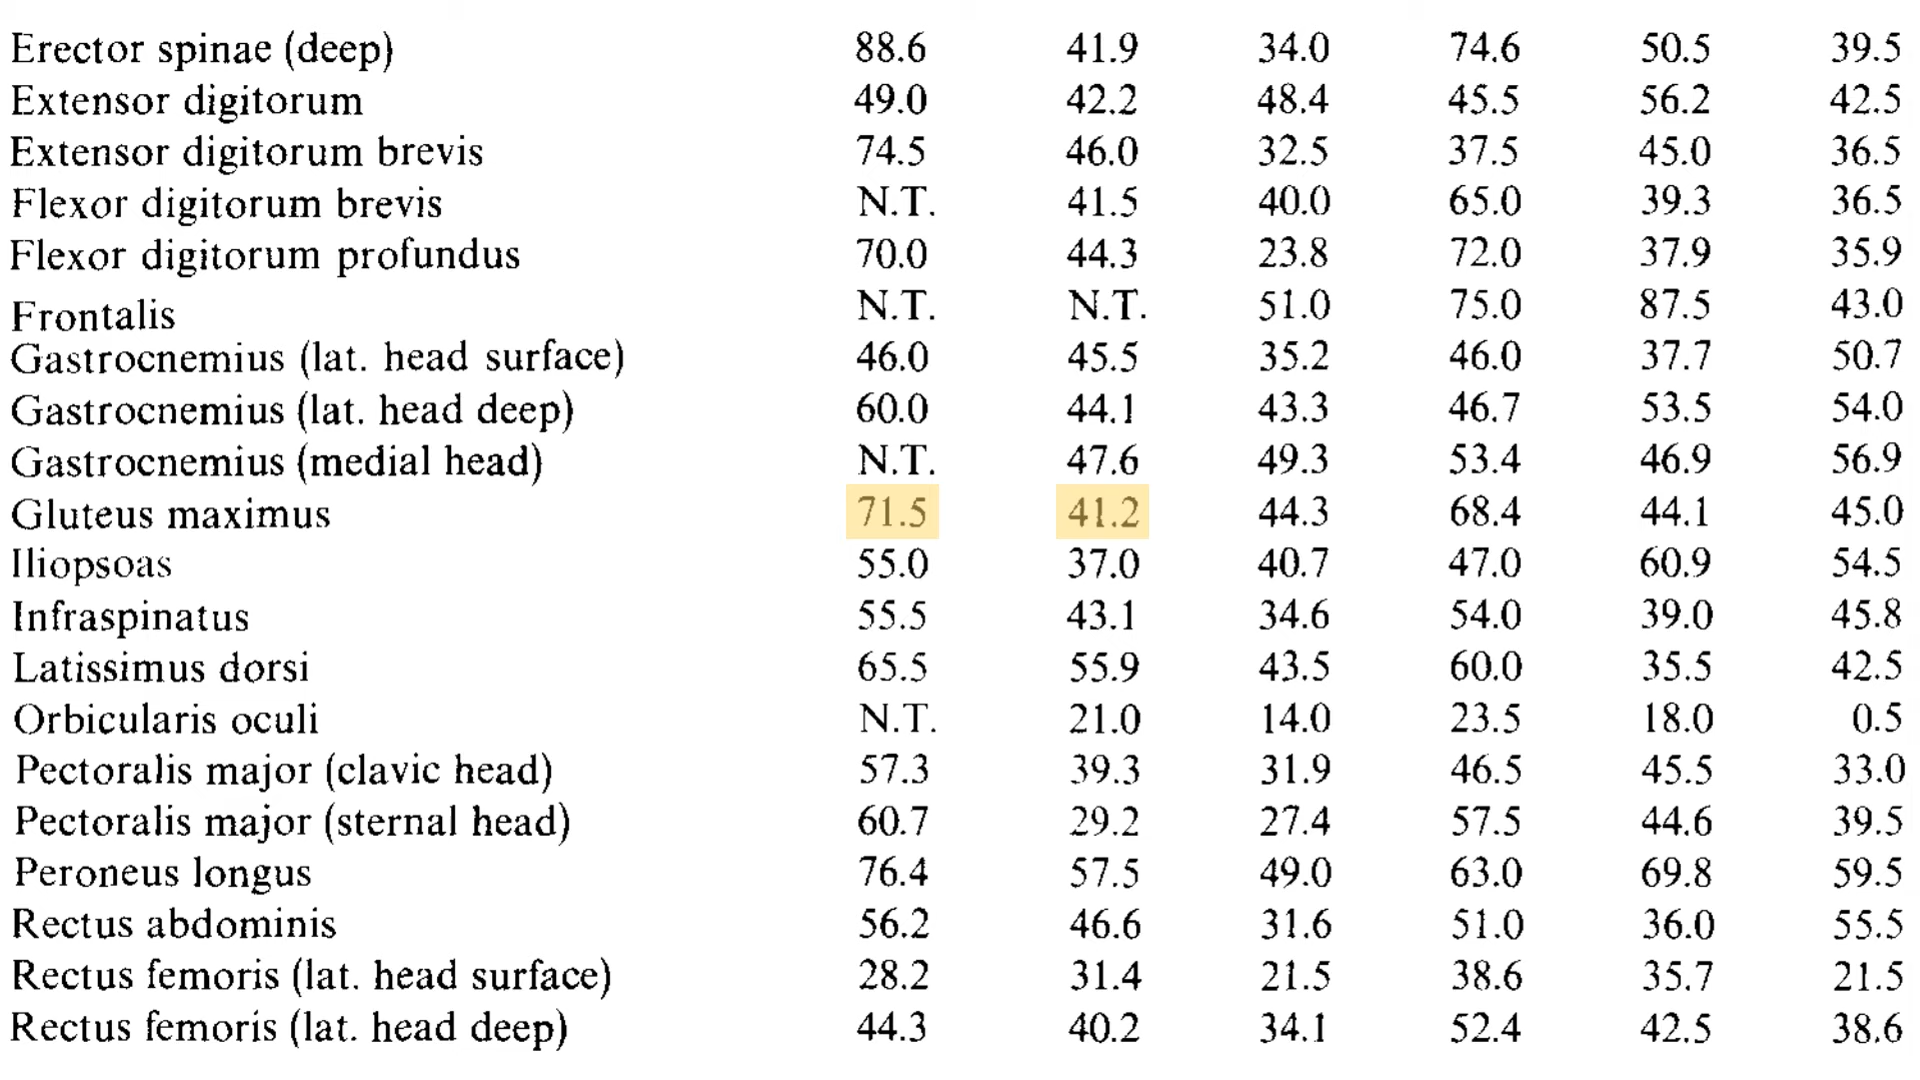 Erector spinae (deep) 88.6 41.9 34.0 74.6 50.5 39.5
Extensor digitorum 49.0 42.2 48.4 45.5 56.2 42.5
Extensor digitorum brevis 74.5 46.0 32.5 37.5 45.0 36.5
Flexor digitorum brevis N.T. 41.5 40.0 65.0 39.3 36.5
Flexor digitorum profundus 70.0 44.3 23.8 72.0 37.9 35.9
Frontalis N.T. N.T. 51.0 75.0 87.5 43.0
Gastrocnemius (lat. head surface) 46.0 45.5 35.2 46.0 37.7 50.7
Gastrocnemius (lat. head deep) 60.0 44.1 43.3 46.7 53.5 54.0
Gastrocnemius (medial head) N.T. 47.6 49.3 53.4 46.9 56.9
Gluteus maximus 71.5 41.2 44.3 68.4 44.1 45.0
Iliopsoas 55.0 37.0 40.7 47.0 60.9 54.5
Infraspinatus 55.5 43.1 34.6 54.0 39.0 45.8
Latissimus dorsi 65.5 55.9 43.5 60.0 35.5 42.5
Orbicularis oculi N.T. 21.0 14.0 23.5 18.0 0.5
Pectoralis major (clavic head) 57.3 39.3 31.9 46.5 45.5 33.0
Pectoralis major (sternal head) 60.7 29.2 27.4 57.5 44.6 39.5
Peroneus longus 76.4 57.5 49.0 63.0 69.8 59.5
Rectus abdominis 56.2 46.6 31.6 51.0 36.0 55.5
Rectus femoris (lat. head surface) 28.2 31.4 21.5 38.6 35.7 21.5
Rectus femoris (lat. head deep) 44.3 40.2 34.1 52.4 42.5 38.6